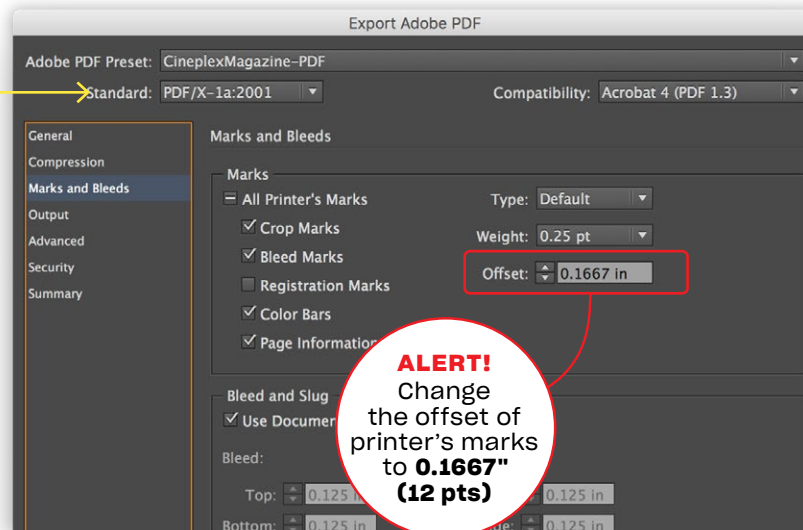 Export Adobe PDF
Adobe PDF Preset: CineplexMagazine-PDF
Standard: PDF/X-1a:2001 Compatibility: Acrobat 4 (PDF 1.3)
General
Compression
Marks and Bleeds
Output
Advanced
Security
Summary
Marks and Bleeds
Marks
All Printer's Marks
Crop Marks
Bleed Marks
Registration Marks
Color Bars
Page Information
Type: Default
Weight: 0.25 pt
Offset: 0.1667 in
ALERT!
Change
the offset of
printer's marks
to 0.1667"
(12 pts)
Bleed and Slug
Use
Bleed:
Top: 0.125 in
Bottom: 0.125 in
0.125 in
0.125 in